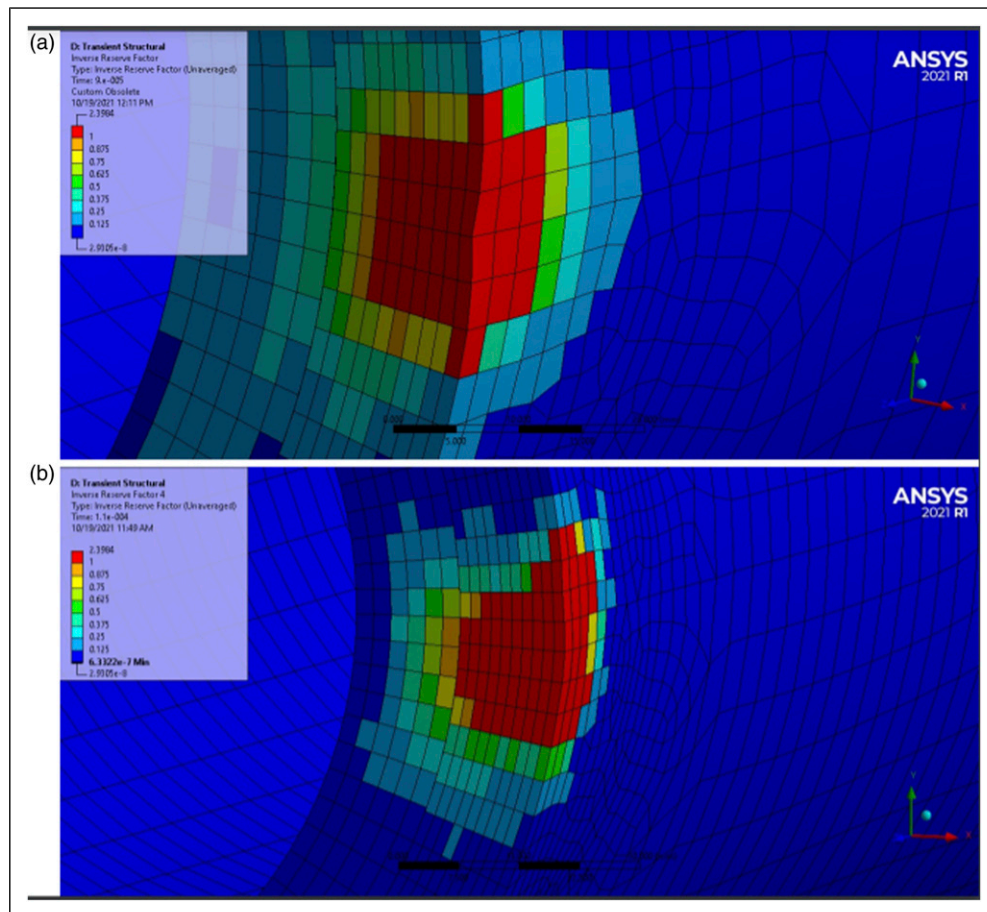 (a)
D: Transient Structural
Inverse Reserve Factor
Type: Inverse Reserve Factor (Unaveraged)
Time: 9.e-005
Custom Obsolete
10/19/2021 12:11 PM
2.3984
1
0.875
0.75
0.625
0.5
0.375
0.25
0.125
2.9305e-8
ANSYS
2021 R1
0.000
5.000
Y
X
(b)
D: Transient Structural
Inverse Reserve Factor 4
Type: Inverse Reserve Factor (Unaveraged)
Time: 1.1e-004
10/19/2021 11:49 AM
2.3984
1
0.875
0.75
0.625
0.5
0.375
0.25
0.125
6.3322e-7 Min
2.9305e-8
ANSYS
2021 R1
Y
X